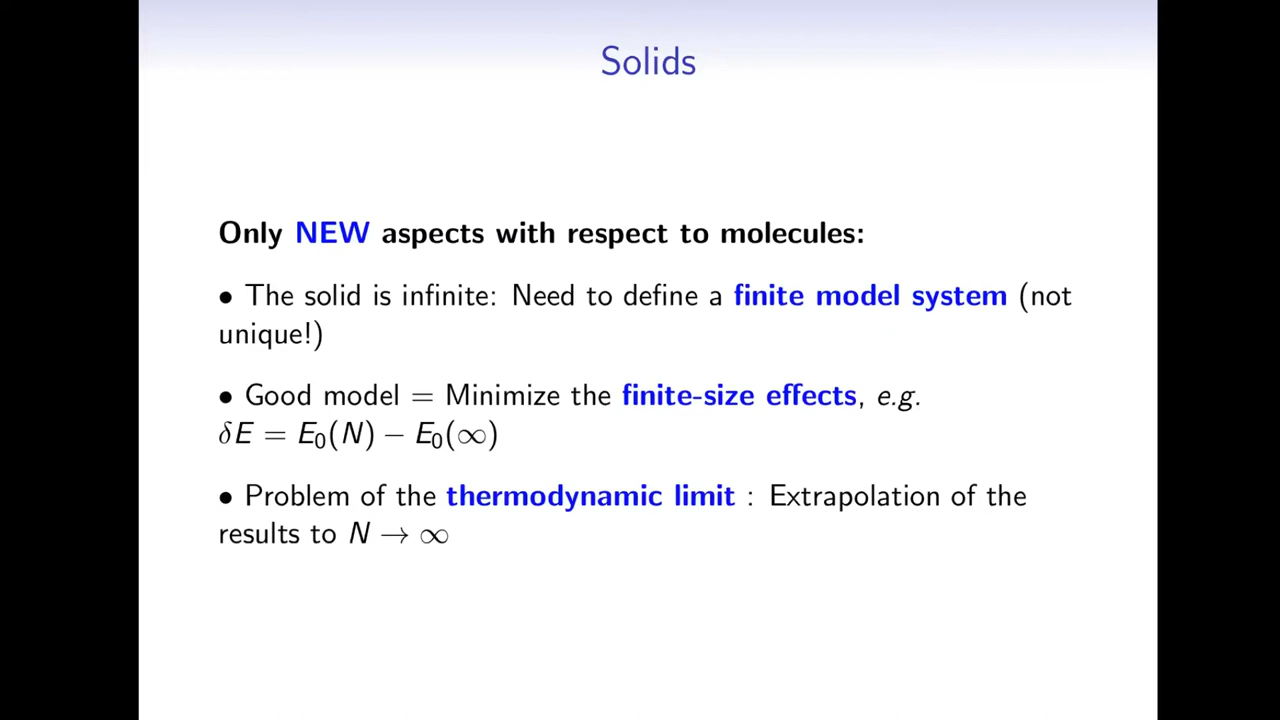 Solids
Only NEW aspects with respect to molecules:
• The solid is infinite: Need to define a finite model system (not
unique!)
• Good model = Minimize the finite-size effects, e.g.
δE = E₀(N) − E₀(∞)
• Problem of the thermodynamic limit : Extrapolation of the
results to N → ∞